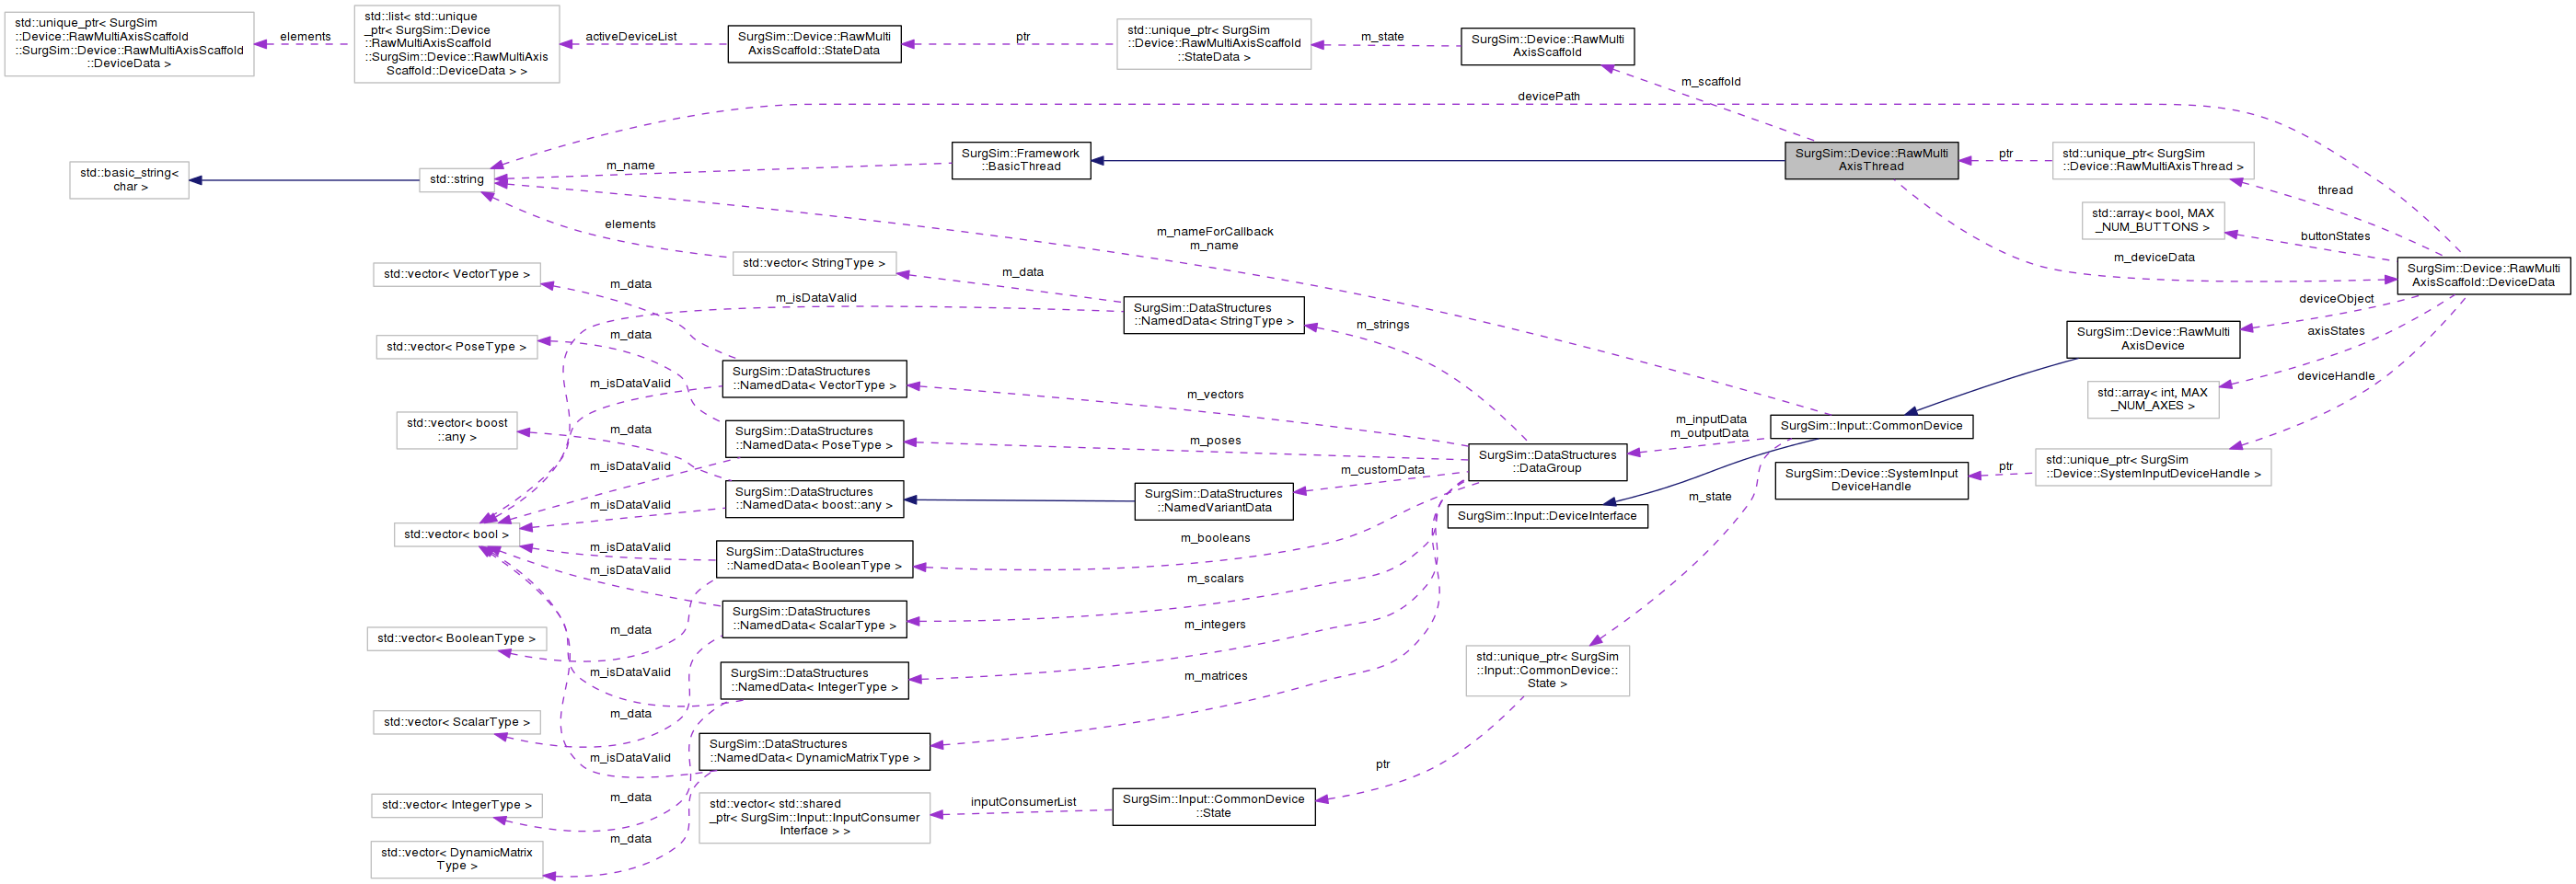 std::unique_ptr< SurgSim
::Device::RawMultiAxisScaffold
::SurgSim::Device::RawMultiAxisScaffold
::DeviceData >
elements
std::list< std::unique
_ptr< SurgSim::Device
::RawMultiAxisScaffold
::SurgSim::Device::RawMultiAxis
Scaffold::DeviceData > >
activeDeviceList
SurgSim::Device::RawMulti
AxisScaffold::StateData
ptr
std::unique_ptr< SurgSim
::Device::RawMultiAxisScaffold
::StateData >
m_state
SurgSim::Device::RawMulti
AxisScaffold
m_scaffold
devicePath
std::basic_string<
char >
std::string
m_name
SurgSim::Framework
::BasicThread
SurgSim::Device::RawMulti
AxisThread
ptr
std::unique_ptr< SurgSim
::Device::RawMultiAxisThread >
thread
std::array< bool, MAX
_NUM_BUTTONS >
buttonStates
m_deviceData
SurgSim::Device::RawMulti
AxisScaffold::DeviceData
elements
std::vector< StringType >
m_nameForCallback
m_name
std::vector< VectorType >
m_data
m_data
m_isDataValid
SurgSim::DataStructures
::NamedData< StringType >
m_strings
deviceObject
axisStates
SurgSim::Device::RawMulti
AxisDevice
std::vector< PoseType >
m_data
m_isDataValid
SurgSim::DataStructures
::NamedData< VectorType >
m_vectors
deviceHandle
std::array< int, MAX
_NUM_AXES >
std::vector< boost
::any >
m_data
SurgSim::DataStructures
::NamedData< PoseType >
m_poses
m_inputData
m_outputData
SurgSim::Input::CommonDevice
m_isDataValid
m_customData
SurgSim::DataStructures
::DataGroup
SurgSim::Device::SystemInput
DeviceHandle
ptr
std::unique_ptr< SurgSim
::Device::SystemInputDeviceHandle >
m_isDataValid
SurgSim::DataStructures
::NamedData< boost::any >
SurgSim::DataStructures
::NamedVariantData
m_state
SurgSim::Input::DeviceInterface
std::vector< bool >
m_isDataValid
SurgSim::DataStructures
::NamedData< BooleanType >
m_booleans
m_isDataValid
m_scalars
SurgSim::DataStructures
::NamedData< ScalarType >
std::vector< BooleanType >
m_data
m_integers
m_isDataValid
SurgSim::DataStructures
::NamedData< IntegerType >
m_matrices
std::unique_ptr< SurgSim
::Input::CommonDevice::
State >
std::vector< ScalarType >
m_data
m_isDataValid
SurgSim::DataStructures
::NamedData< DynamicMatrixType >
ptr
std::vector< IntegerType >
m_data
std::vector< std::shared
_ptr< SurgSim::Input::InputConsumer
Interface > >
inputConsumerList
SurgSim::Input::CommonDevice
::State
m_data
std::vector< DynamicMatrix
Type >